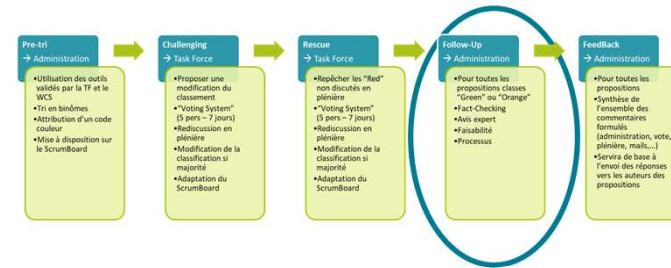 Pre-tri
→ Administration
•Utilisation des outils
validés par la TF et le
WCS
•Tri en binômes
•Attribution d'un code
couleur
•Mise à disposition sur
le ScrumBoard
Challenging
→ Task Force
•Proposer une
modification du
classement
•"Voting System"
(5 pers – 7 jours)
•Rediscussion en
plénière
•Modification de la
classification si
majorité
•Adaptation du
ScrumBoard
Rescue
→ Task Force
•Repêcher les "Red"
non discutés en
plénière
•"Voting System"
(5 pers – 7 jours)
•Rediscussion en
plénière
•Modification de la
classification si
majorité
•Adaptation du
ScrumBoard
Follow-Up
→ Administration
•Pour toutes les
propositions classes
"Green" ou "Orange"
•Fact-Checking
•Avis expert
•Faisabilité
•Processus
FeedBack
→ Administration
•Pour toutes les
propositions
•Synthèse de
l'ensemble des
commentaires
formulés
(administration, vote,
plénière, mails,...)
•Servira de base à
l'envoi des réponses
vers les auteurs des
propositions